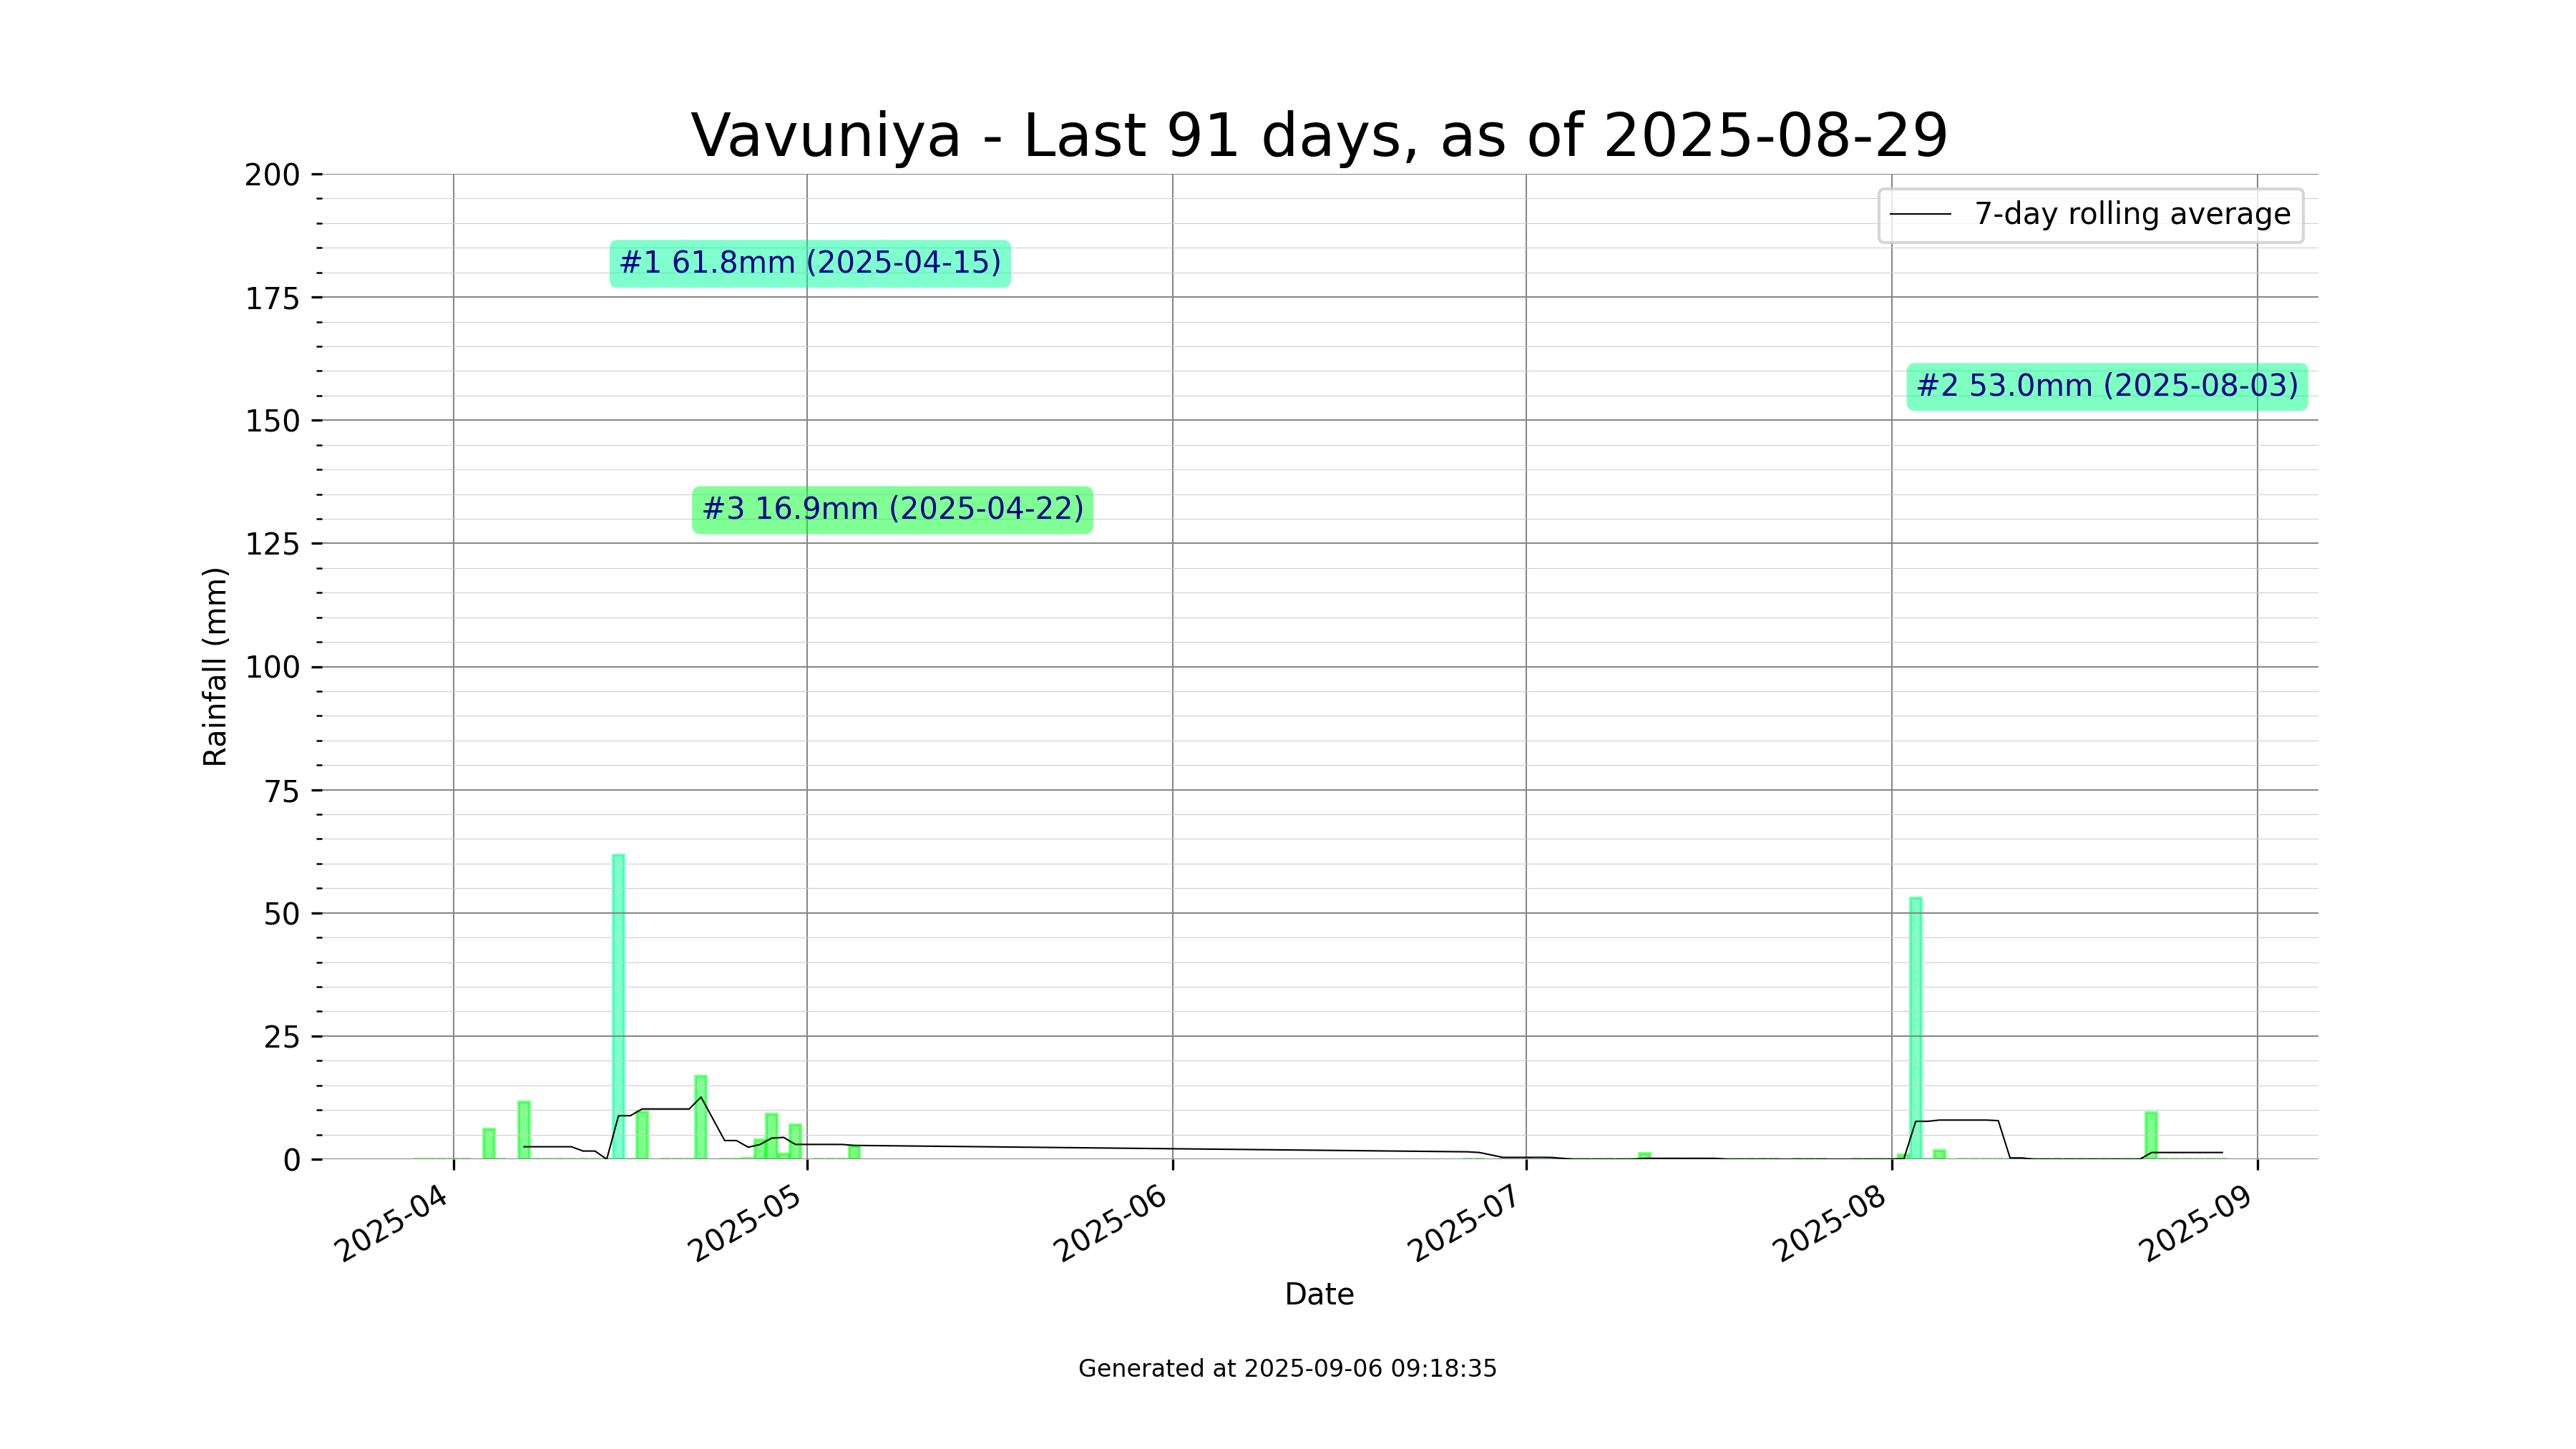 Vavuniya - Last 91 days, as of 2025-08-29
200
7-day rolling average
#1 61.8mm (2025-04-15)
175
#2 53.0mm (2025-08-03)
150
#3 16.9mm (2025-04-22)
125
Rainfall (mm)
100
75
50
25
0
2025-04
2025-05
2025-06
2025-07
2025-08
2025-09
Date
Generated at 2025-09-06 09:18:35